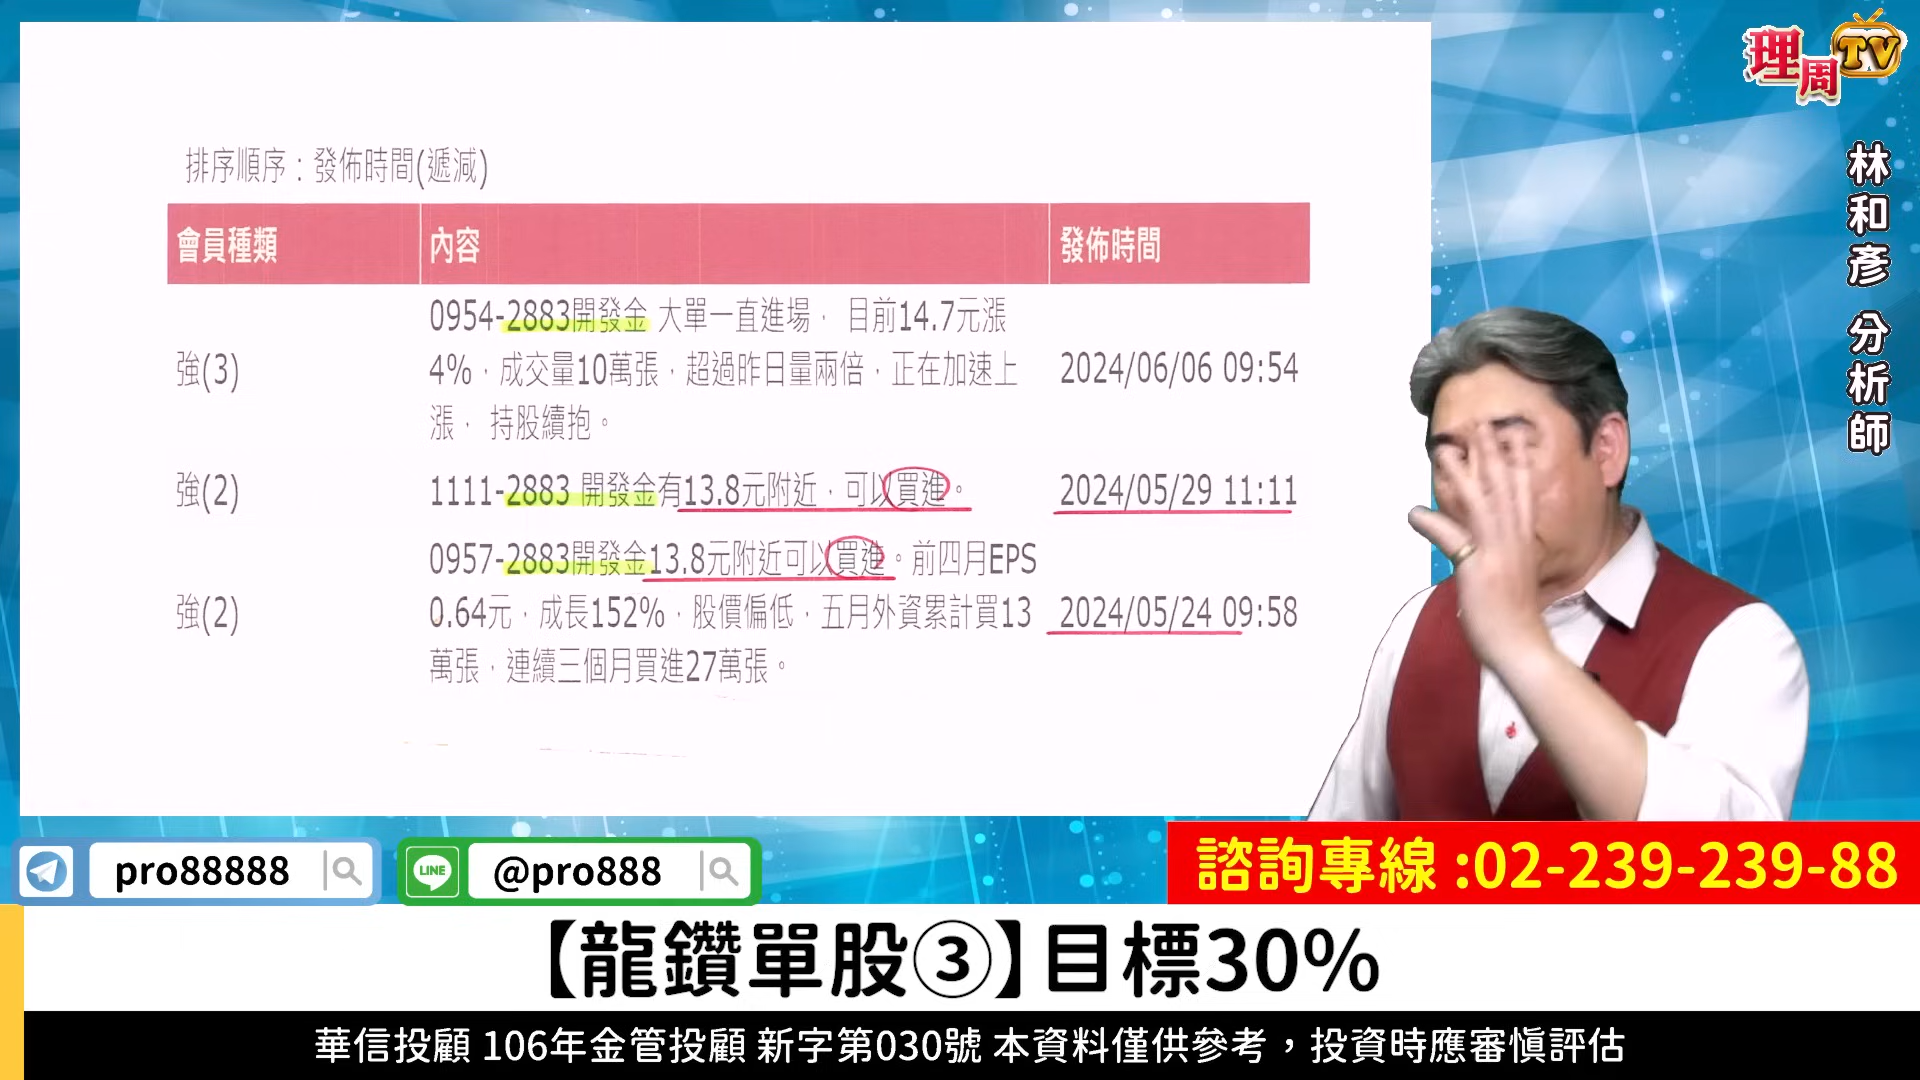 理周TV
林和彥 分析師
排序順序：發佈時間(遞減)
會員種類 內容 發佈時間
0954-2883開發金 大單一直進場， 目前14.7元漲
強(3) 4%，成交量10萬張，超過昨日量兩倍，正在加速上 2024/06/06 09:54
漲， 持股續抱。
強(2) 1111-2883 開發金有13.8元附近，可以買進。 2024/05/29 11:11
0957-2883開發金13.8元附近可以買進。前四月EPS
強(2) 0.64元，成長152%，股價偏低，五月外資累計買13 2024/05/24 09:58
萬張，連續三個月買進27萬張。
pro88888
LINE @pro888
諮詢專線:02-239-239-88
【龍鑽單股③】目標30%
華信投顧 106年金管投顧 新字第030號 本資料僅供參考，投資時應審慎評估